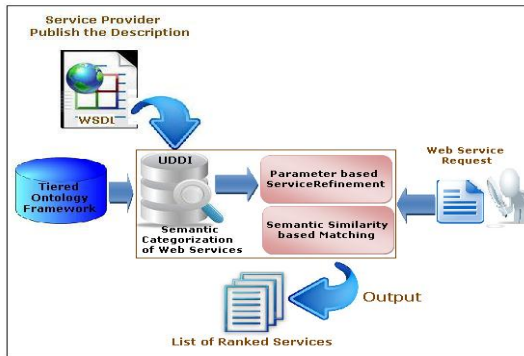 Service Provider
Publish the Description
WSDL
UDDI
Tiered
Ontology
Framework
Semantic
Categorization
of Web Services
Parameter based
ServiceRefinement
Semantic Similarity
based Matching
Web Service
Request
Output
List of Ranked Services